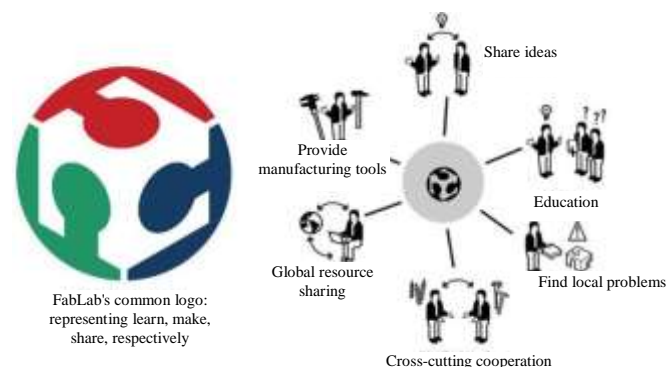 Share ideas
Provide
manufacturing tools
? ??
Education
Global resource
sharing
Find local problems
FabLab's common logo:
representing learn, make,
share, respectively
Cross-cutting cooperation